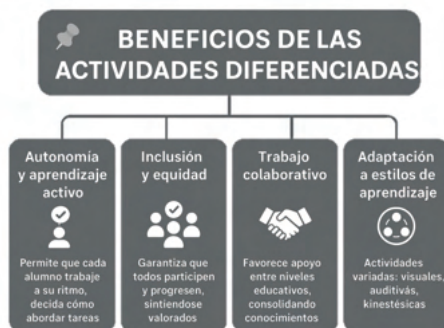 BENEFICIOS DE LAS
ACTIVIDADES DIFERENCIADAS
Autonomía
y aprendizaje
activo
Permite que cada
alumno trabaje
a su ritmo,
decida cómo
abordar tareas
Inclusión
y equidad
Garantiza que
todos participen
y progresen,
sintiendose
valorados
Trabajo
colaborativo
Favorece apoyo
entre niveles
educativos,
consolidando
conocimientos
Adaptación
a estilos de
aprendizaje
Actividades
variadas: visuales,
auditivás,
kinestésicas